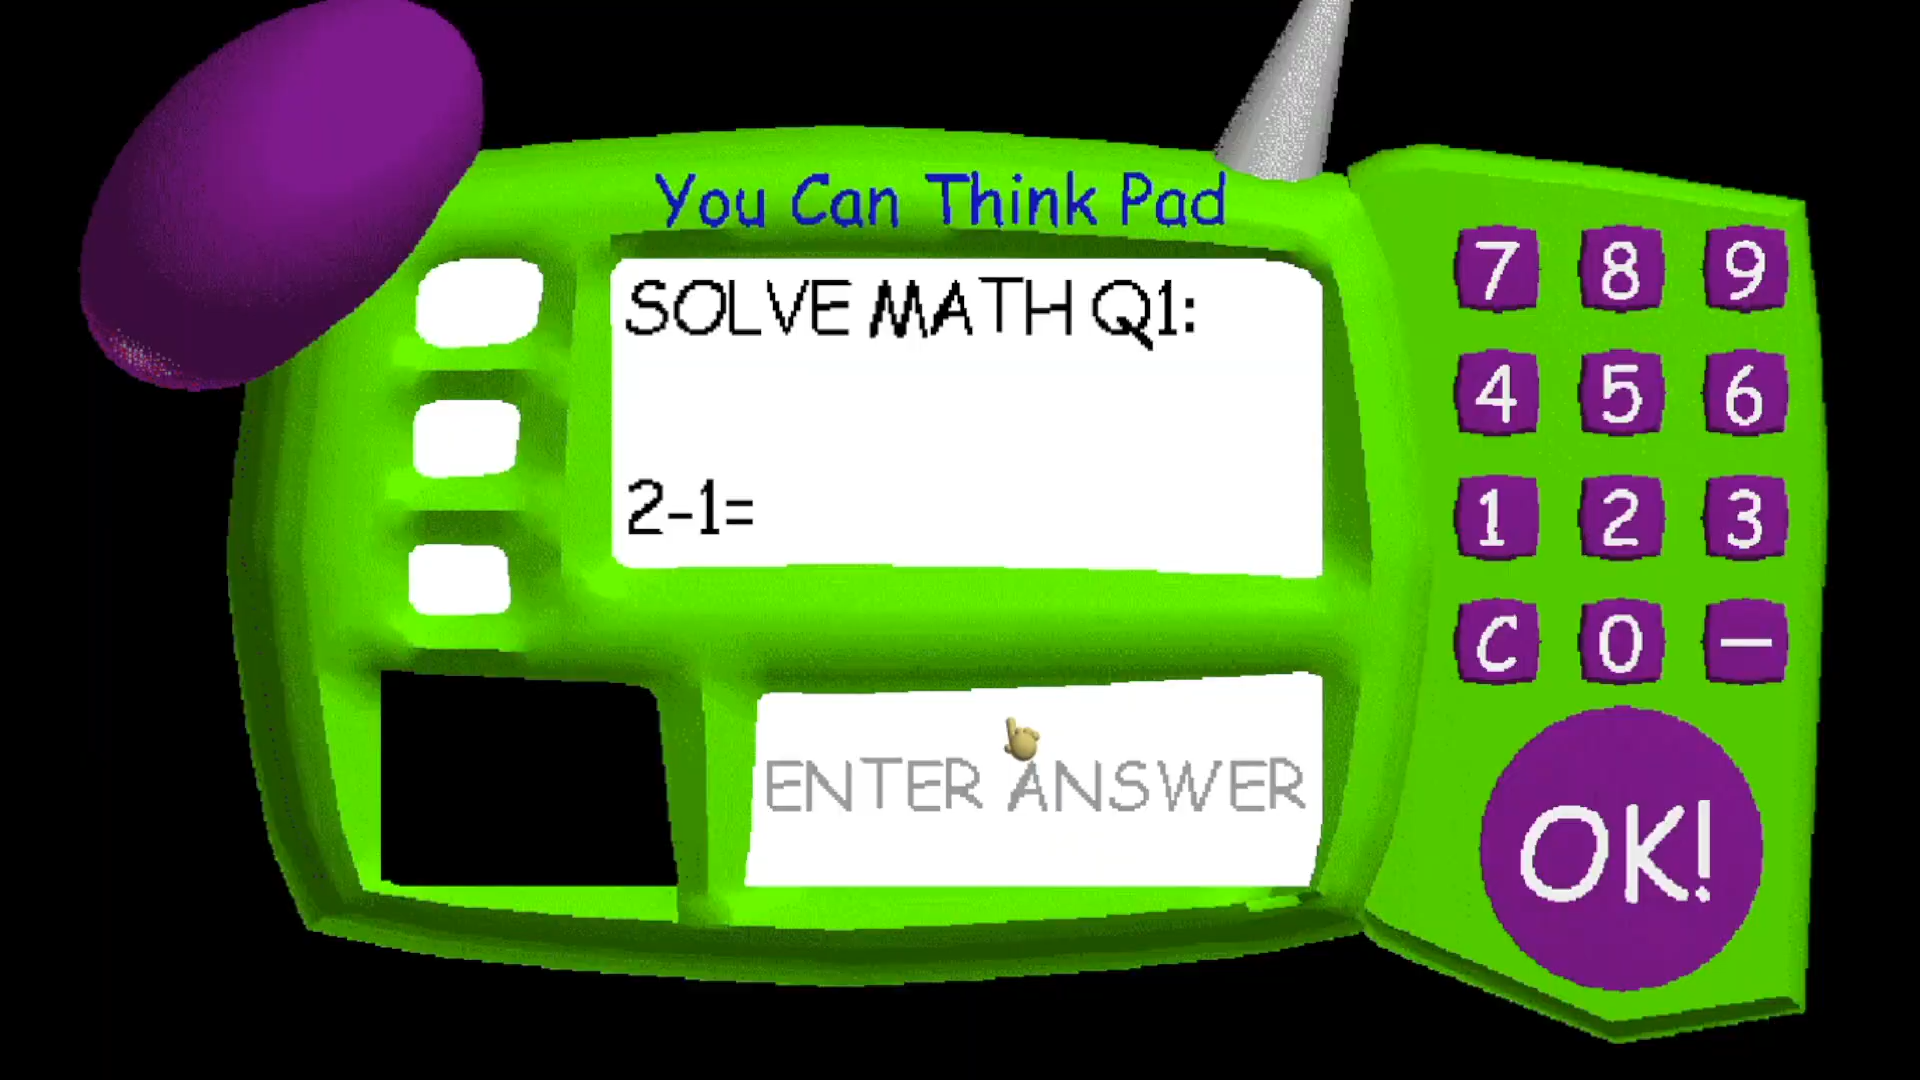 You Can Think Pad
SOLVE MATH Q1:
2-1=
ENTER ANSWER
7 8 9
4 5 6
1 2 3
C 0 −
OK!